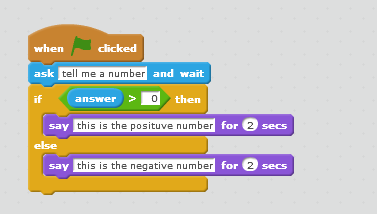 when clicked
ask tell me a number and wait
if answer > 0 then
say this is the posituve number for 2 secs
else
say this is the negative number for 2 secs